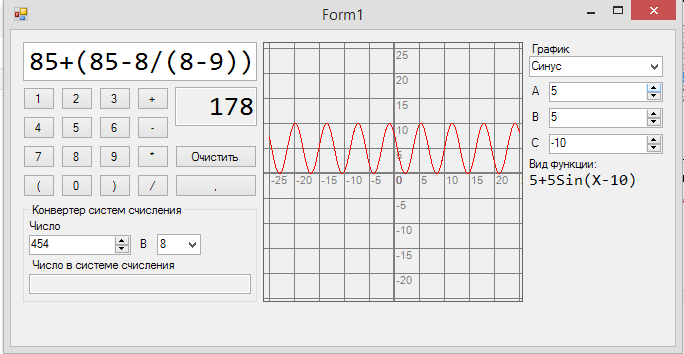 Form1
85+(85-8/(8-9))
178
1 2 3 +
4 5 6 -
7 8 9 * Очистить
( 0 ) / .
Конвертер систем счисления
Число
454 В 8
Число в системе счисления
25
20
15
10
5
-25 -20 -15 -10 -5 0 5 10 15 20
-5
-10
-15
-20
График
Синус
A 5
B 5
C -10
Вид функции:
5+5Sin(X-10)